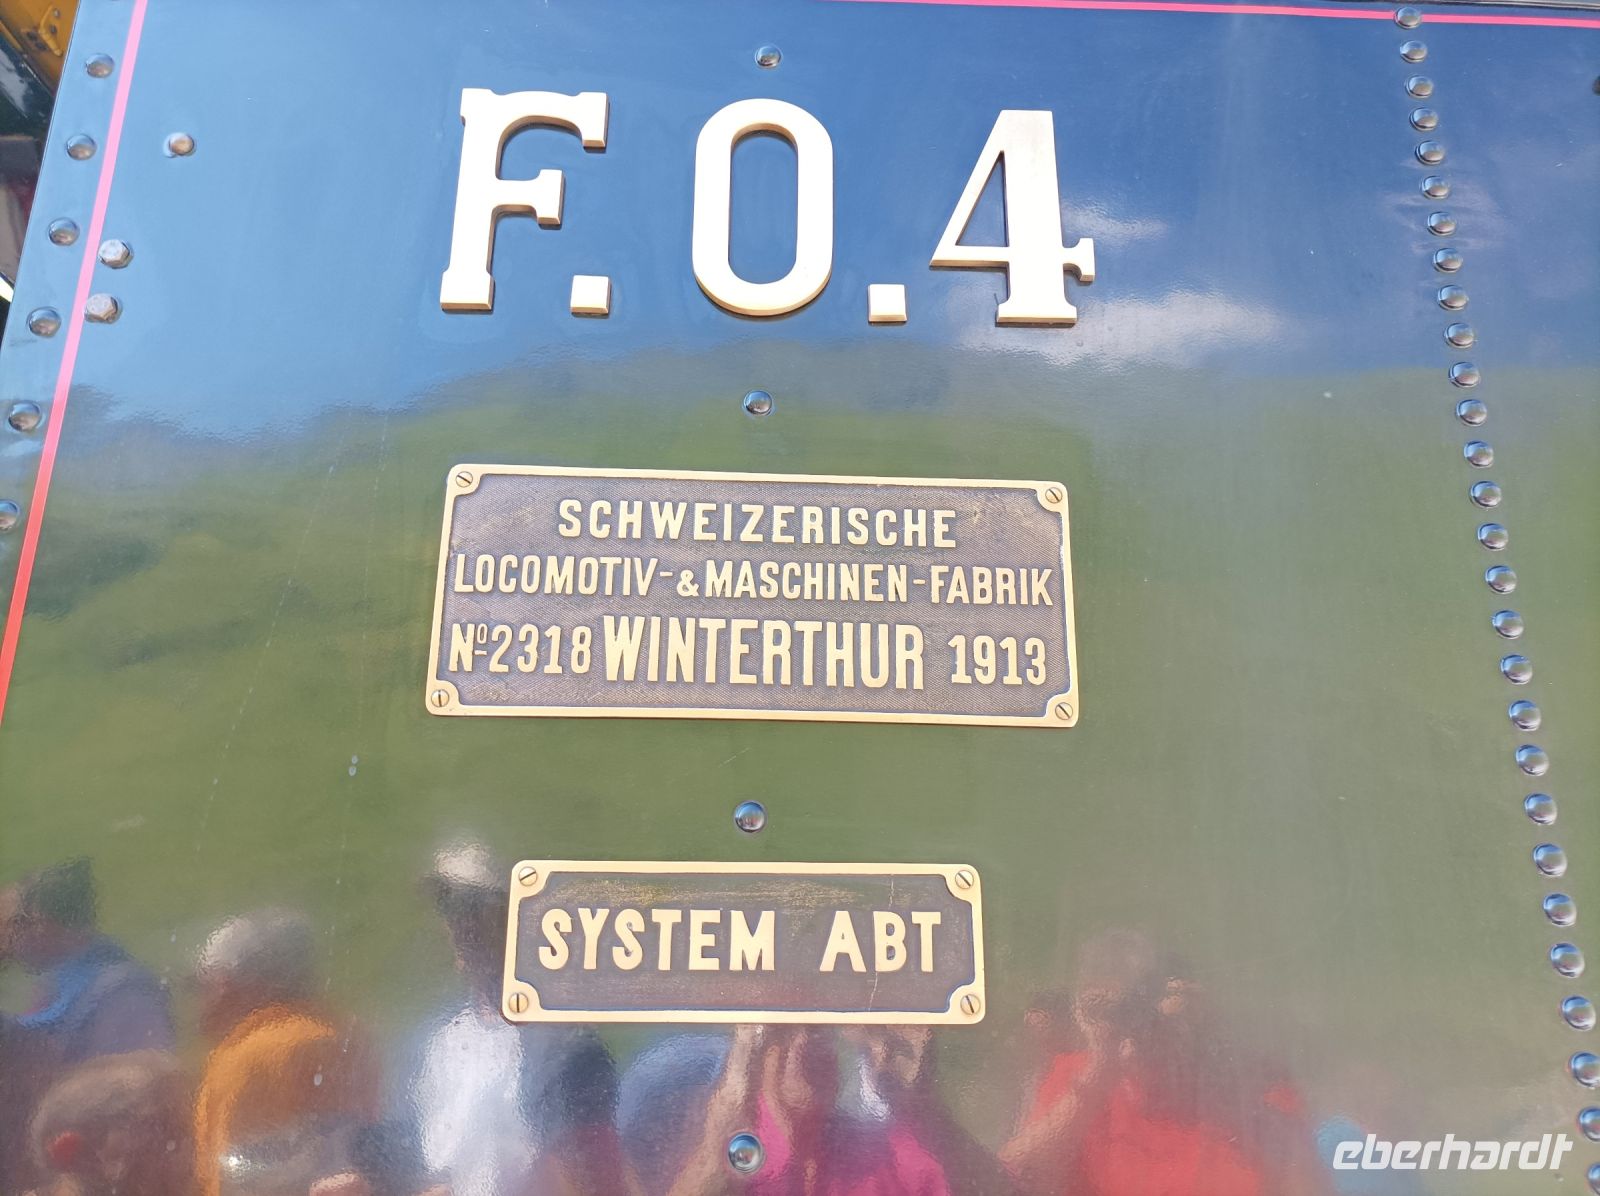 F.O.4
SCHWEIZERISCHE
LOCOMOTIV-&MASCHINEN-FABRIK
Nº2318 WINTERTHUR 1913
SYSTEM ABT
eberhardt